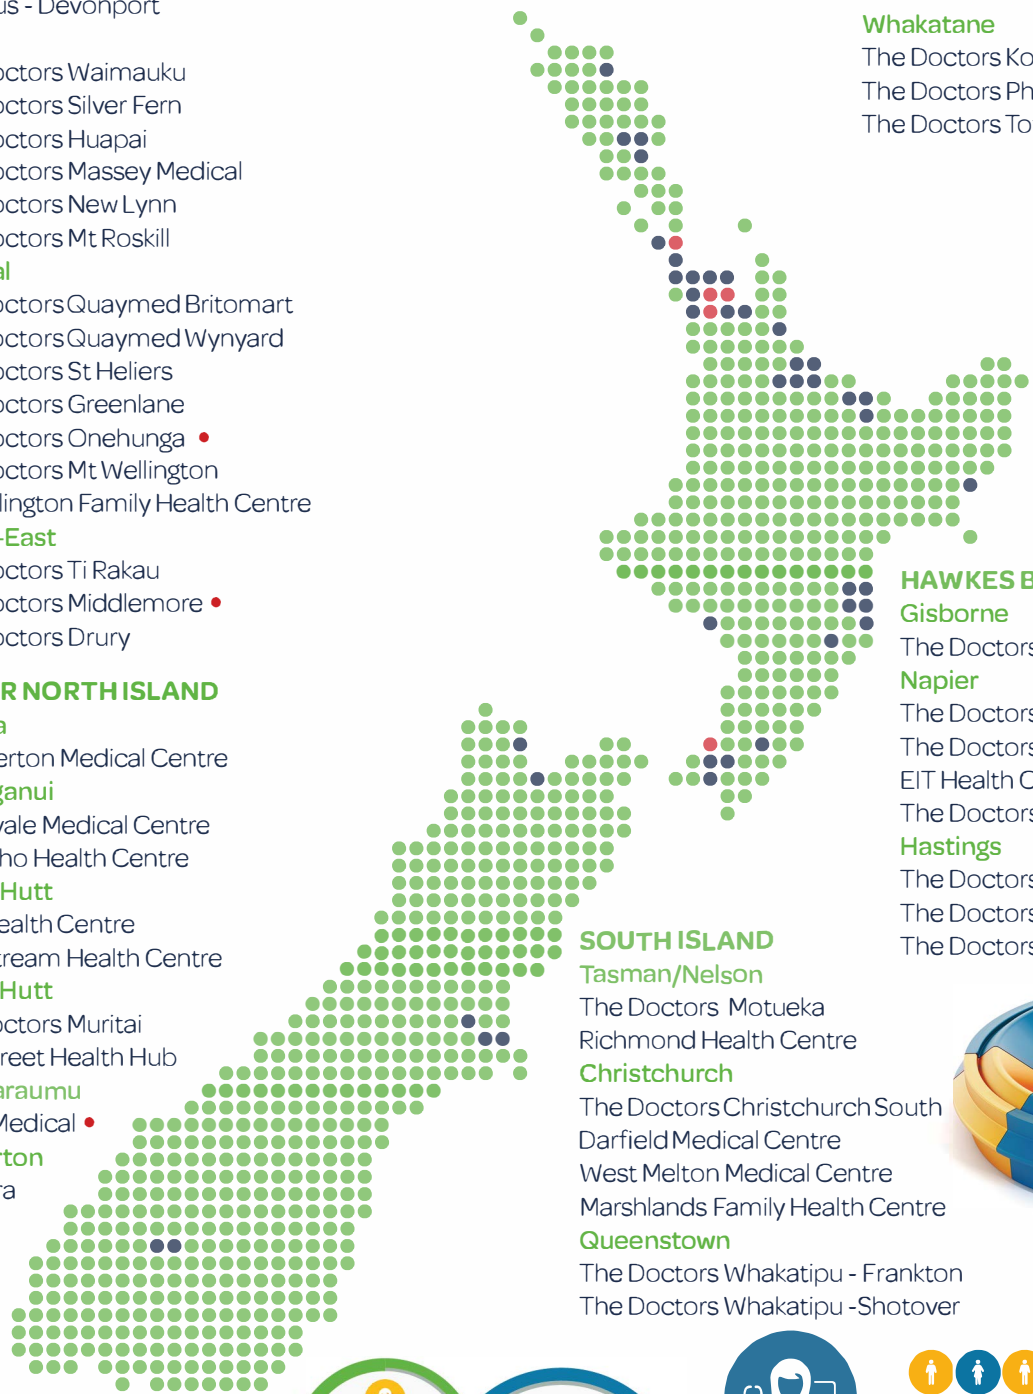 us - Devonport
octors Waimauku
octors Silver Fern
octors Huapai
octors Massey Medical
octors New Lynn
octors Mt Roskill
al
octors Quaymed Britomart
octors Quaymed Wynyard
octors St Heliers
octors Greenlane
octors Onehunga •
octors Mt Wellington
lington Family Health Centre
-East
octors Ti Rakau
octors Middlemore •
octors Drury
R NORTH ISLAND
a
erton Medical Centre
ganui
vale Medical Centre
ho Health Centre
Hutt
ealth Centre
tream Health Centre
Hutt
octors Muritai
reet Health Hub
araumu
Medical •
rton
ra
Whakatane
The Doctors Ko
The Doctors Ph
The Doctors To
HAWKES B
Gisborne
The Doctors
Napier
The Doctors
The Doctors
EIT Health C
The Doctors
Hastings
The Doctors
The Doctors
The Doctors
SOUTH ISLAND
Tasman/Nelson
The Doctors Motueka
Richmond Health Centre
Christchurch
The Doctors Christchurch South
Darfield Medical Centre
West Melton Medical Centre
Marshlands Family Health Centre
Queenstown
The Doctors Whakatipu - Frankton
The Doctors Whakatipu -Shotover